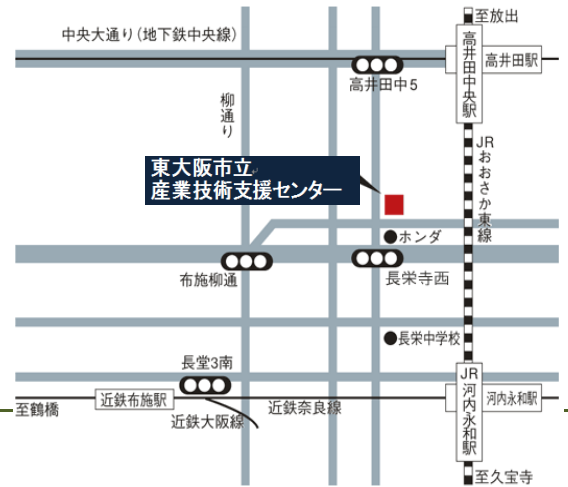 至放出
中央大通り（地下鉄中央線）
高井田中央駅
高井田駅
高井田中5
柳通り
JRおおさか東線
東大阪市立
産業技術支援センター
ホンダ
布施柳通
長栄寺西
長栄中学校
長堂3南
JR河内永和駅
河内永和駅
近鉄布施駅
至鶴橋
近鉄大阪線
近鉄奈良線
至久宝寺